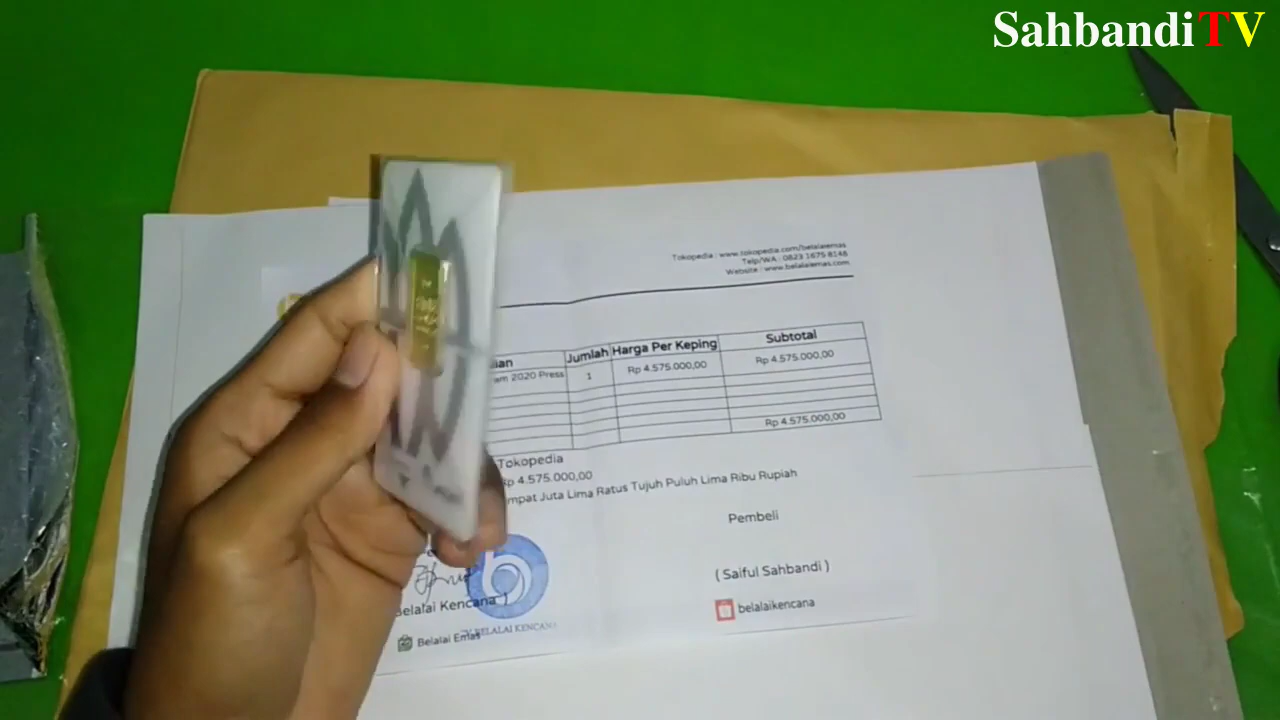 SahbandiTV
Tokopedia : www.tokopedia.com/belalaiemas
Telp/WA : 0823 1675 8146
Website : www.belalaiemas.com
Jumlah Harga Per Keping Subtotal
2020 Press 1 Rp 4.575.000,00 Rp 4.575.000,00
Rp 4.575.000,00
Tokopedia
Rp 4.575.000,00
Juta Lima Ratus Tujuh Puluh Lima Ribu Rupiah
Pembeli
( Saiful Sahbandi )
Belalai Kencana )
belalaikencana
BELALAI KENCANA
Belalai Emas